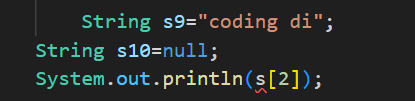 String s9="coding di";
String s10=null;
System.out.println(s[2]);